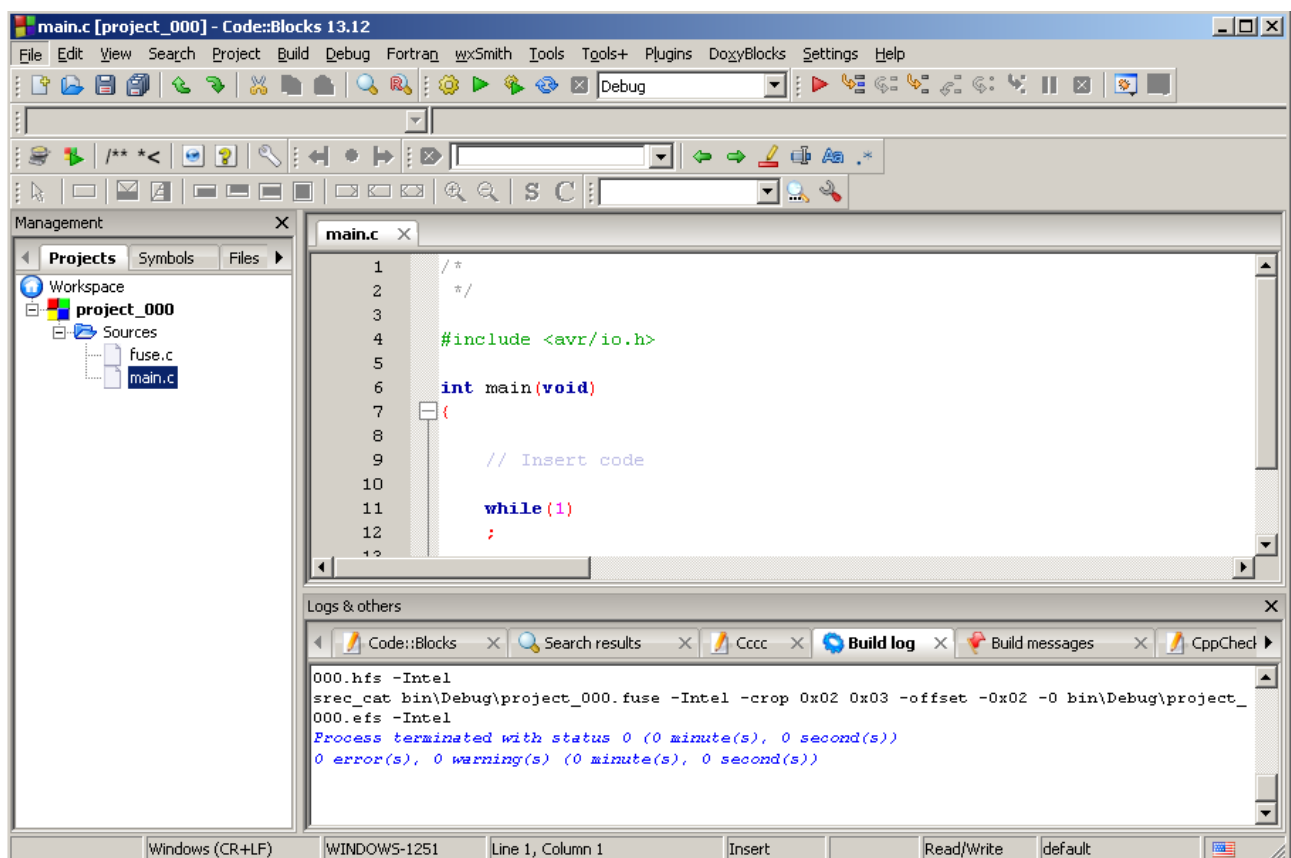 main.c [project_000] - Code::Blocks 13.12
File Edit View Search Project Build Debug Fortran wxSmith Tools Tools+ Plugins DoxyBlocks Settings Help
Debug
/** *<
Aa .*
S C
Management
Projects Symbols Files
Workspace
project_000
Sources
fuse.c
main.c
main.c
1 /*
2 */
3
4 #include <avr/io.h>
5
6 int main(void)
7 {
8
9 // Insert code
10
11 while(1)
12 ;
13
Logs & others
Code::Blocks Search results Cccc Build log Build messages CppCheck
000.hfs -Intel
srec_cat bin\Debug\project_000.fuse -Intel -crop 0x02 0x03 -offset -0x02 -O bin\Debug\project_
000.efs -Intel
Process terminated with status 0 (0 minute(s), 0 second(s))
0 error(s), 0 warning(s) (0 minute(s), 0 second(s))
Windows (CR+LF) WINDOWS-1251 Line 1, Column 1 Insert Read/Write default